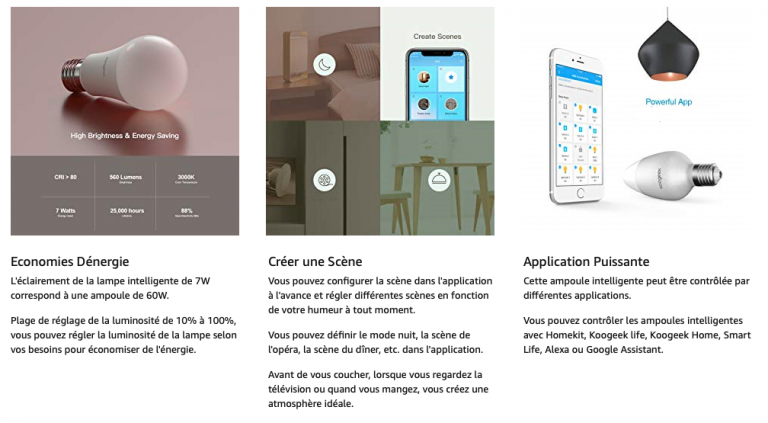 High Brightness & Energy Saving
CRI > 80
560 Lumens
3000K
7 Watts
25,000 hours
88%
Create Scenes
Powerful App
Economies Dénergie
L'éclairement de la lampe intelligente de 7W
correspond à une ampoule de 60W.
Plage de réglage de la luminosité de 10% à 100%,
vous pouvez régler la luminosité de la lampe selon
vos besoins pour économiser de l'énergie.
Créer une Scène
Vous pouvez configurer la scène dans l'application
à l'avance et régler différentes scènes en fonction
de votre humeur à tout moment.
Vous pouvez définir le mode nuit, la scène de
l'opéra, la scène du dîner, etc. dans l'application.
Avant de vous coucher, lorsque vous regardez la
télévision ou quand vous mangez, vous créez une
atmosphère idéale.
Application Puissante
Cette ampoule intelligente peut être contrôlée par
différentes applications.
Vous pouvez contrôler les ampoules intelligentes
avec Homekit, Koogeek life, Koogeek Home, Smart
Life, Alexa ou Google Assistant.